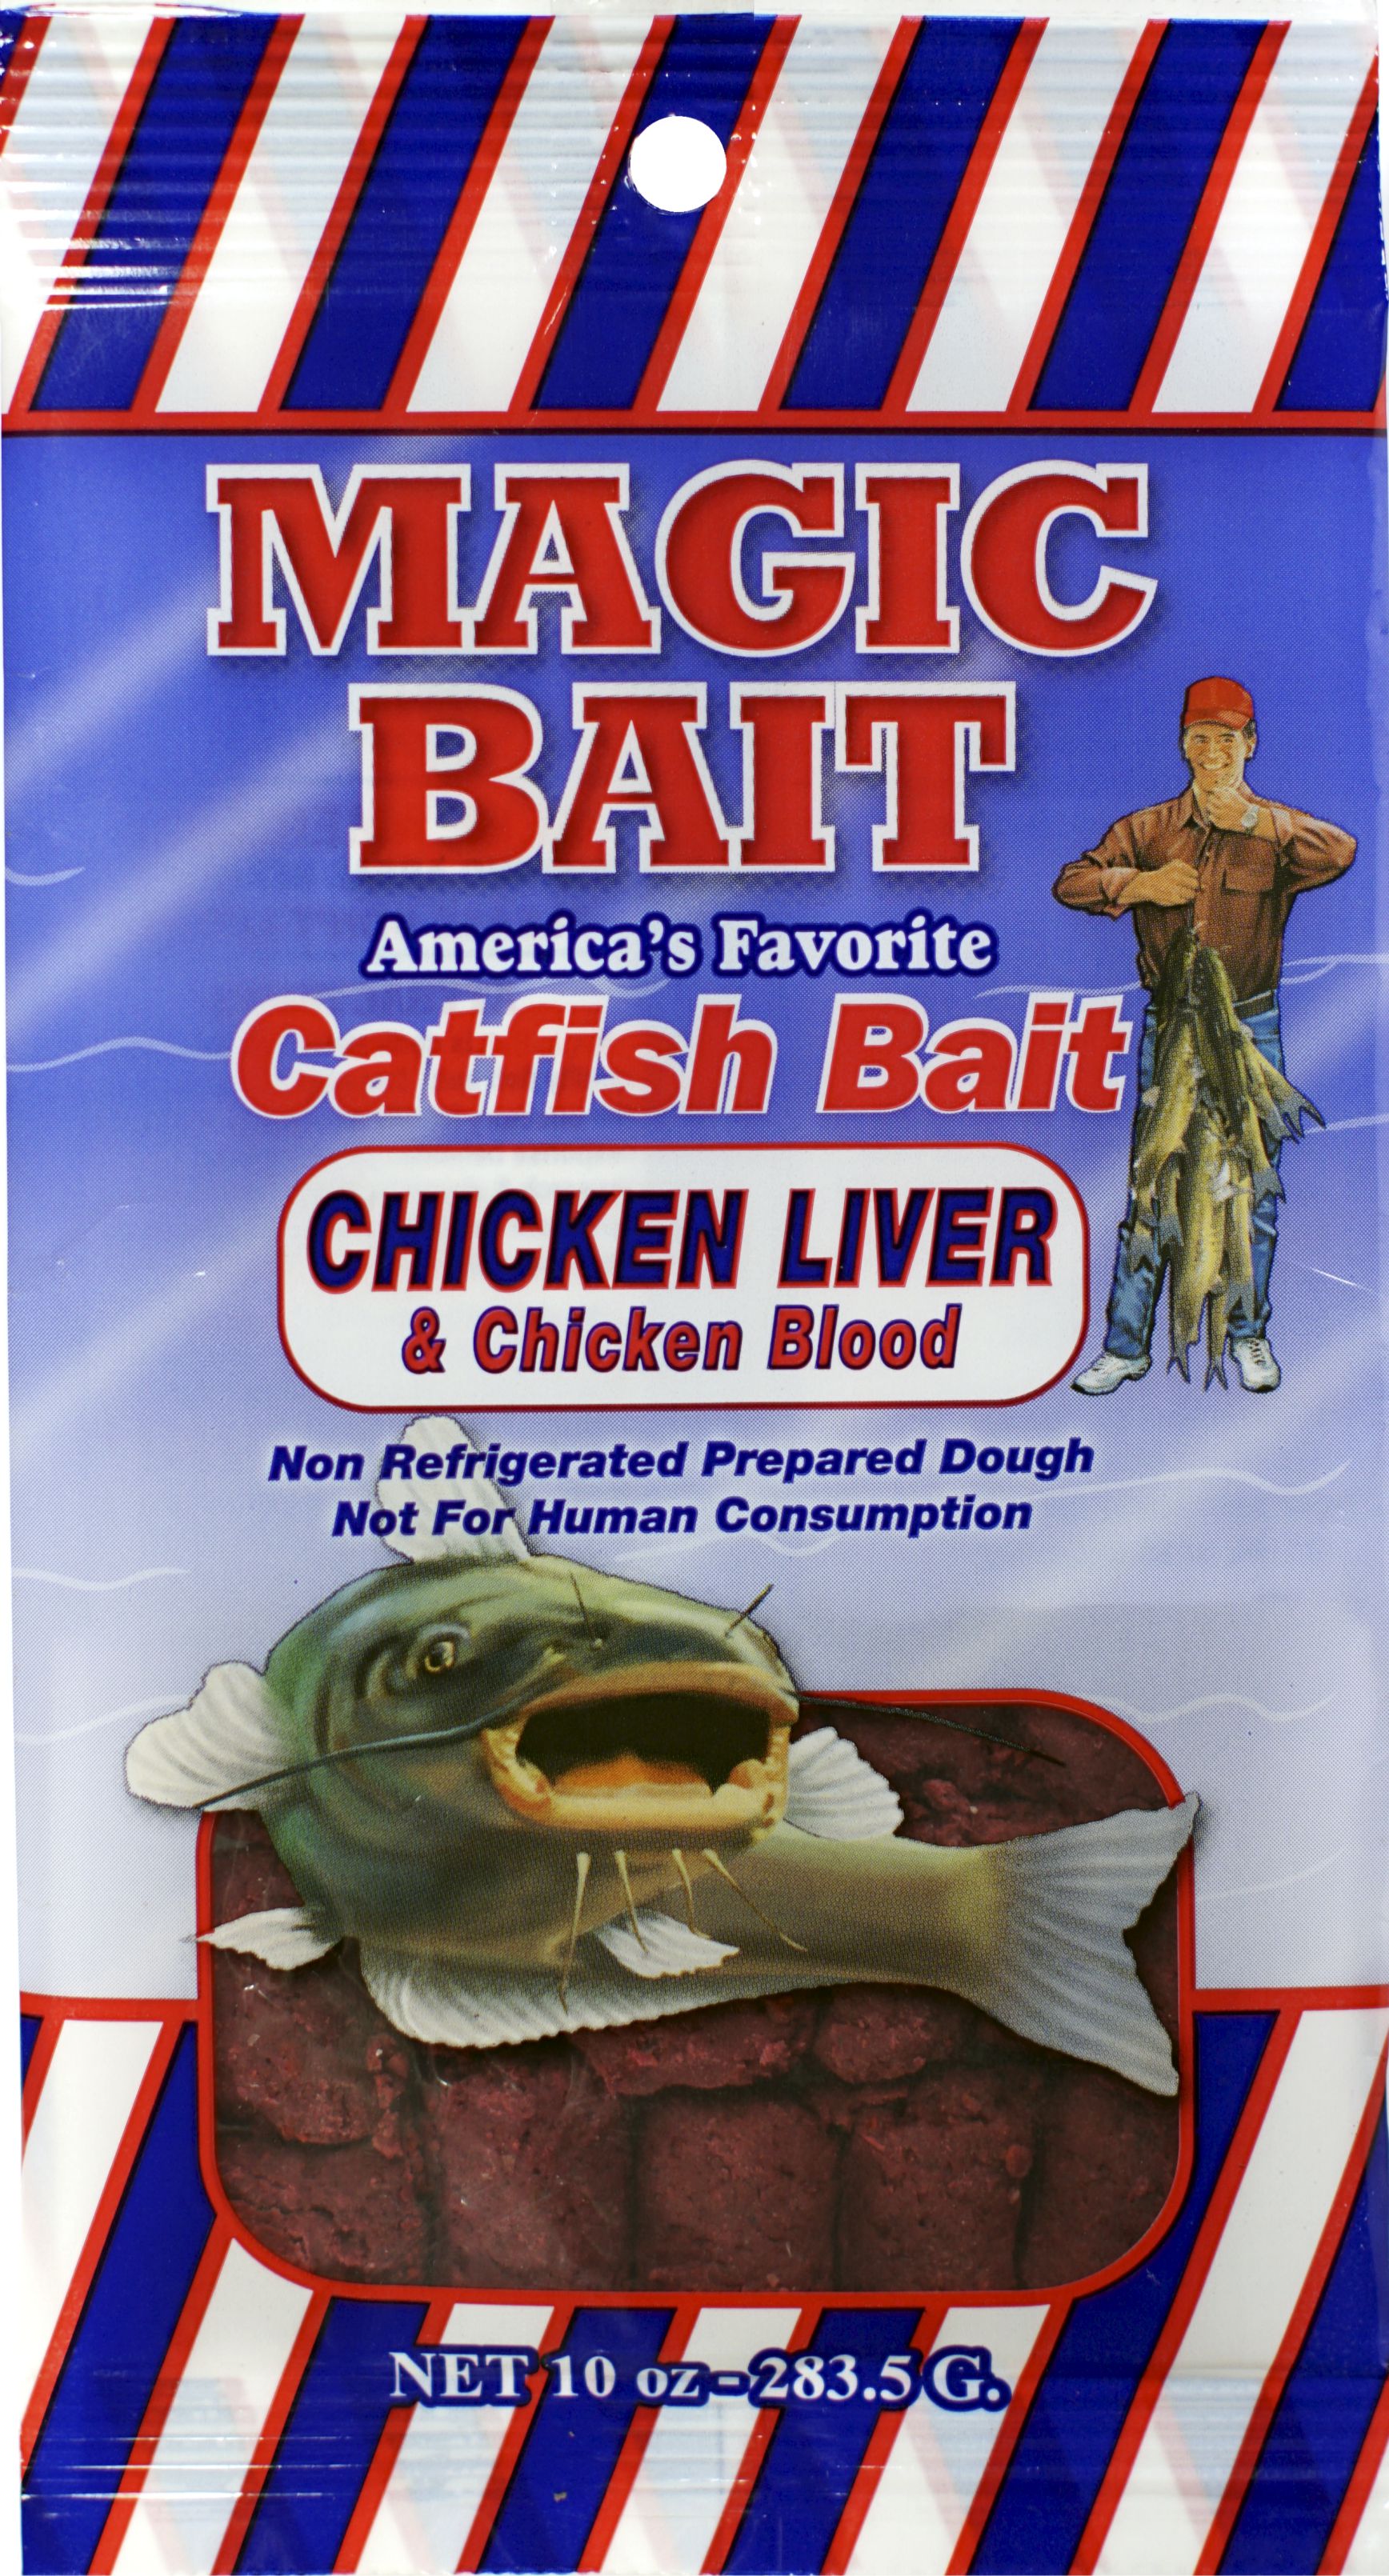 MAGIC
BAIT
America's Favorite
Catfish Bait
CHICKEN LIVER
& Chicken Blood
Non Refrigerated Prepared Dough
Not For Human Consumption
NET 10 oz-283.5 G.